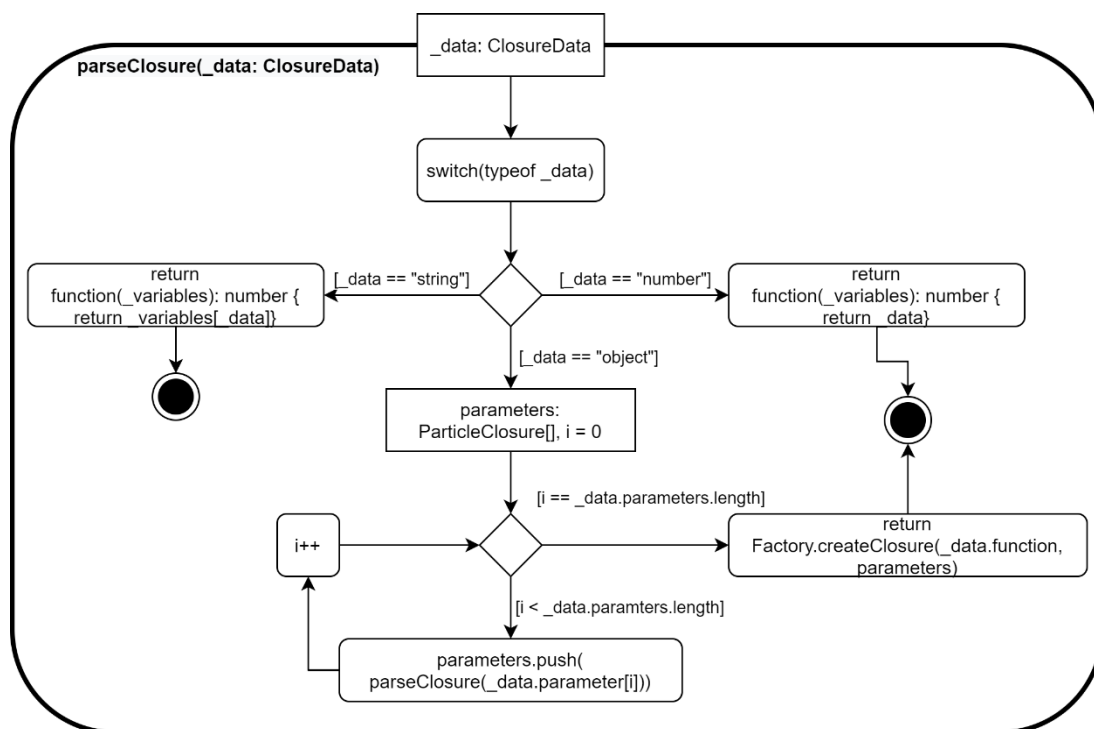 _data: ClosureData
parseClosure(_data: ClosureData)
switch(typeof _data)
[_data == "string"]
[_data == "number"]
return
function(_variables): number {
return _variables[_data]}
return
function(_variables): number {
return _data}
[_data == "object"]
parameters:
ParticleClosure[], i = 0
[i == _data.parameters.length]
i++
return
Factory.createClosure(_data.function,
parameters)
[i < _data.paramters.length]
parameters.push(
parseClosure(_data.parameter[i]))